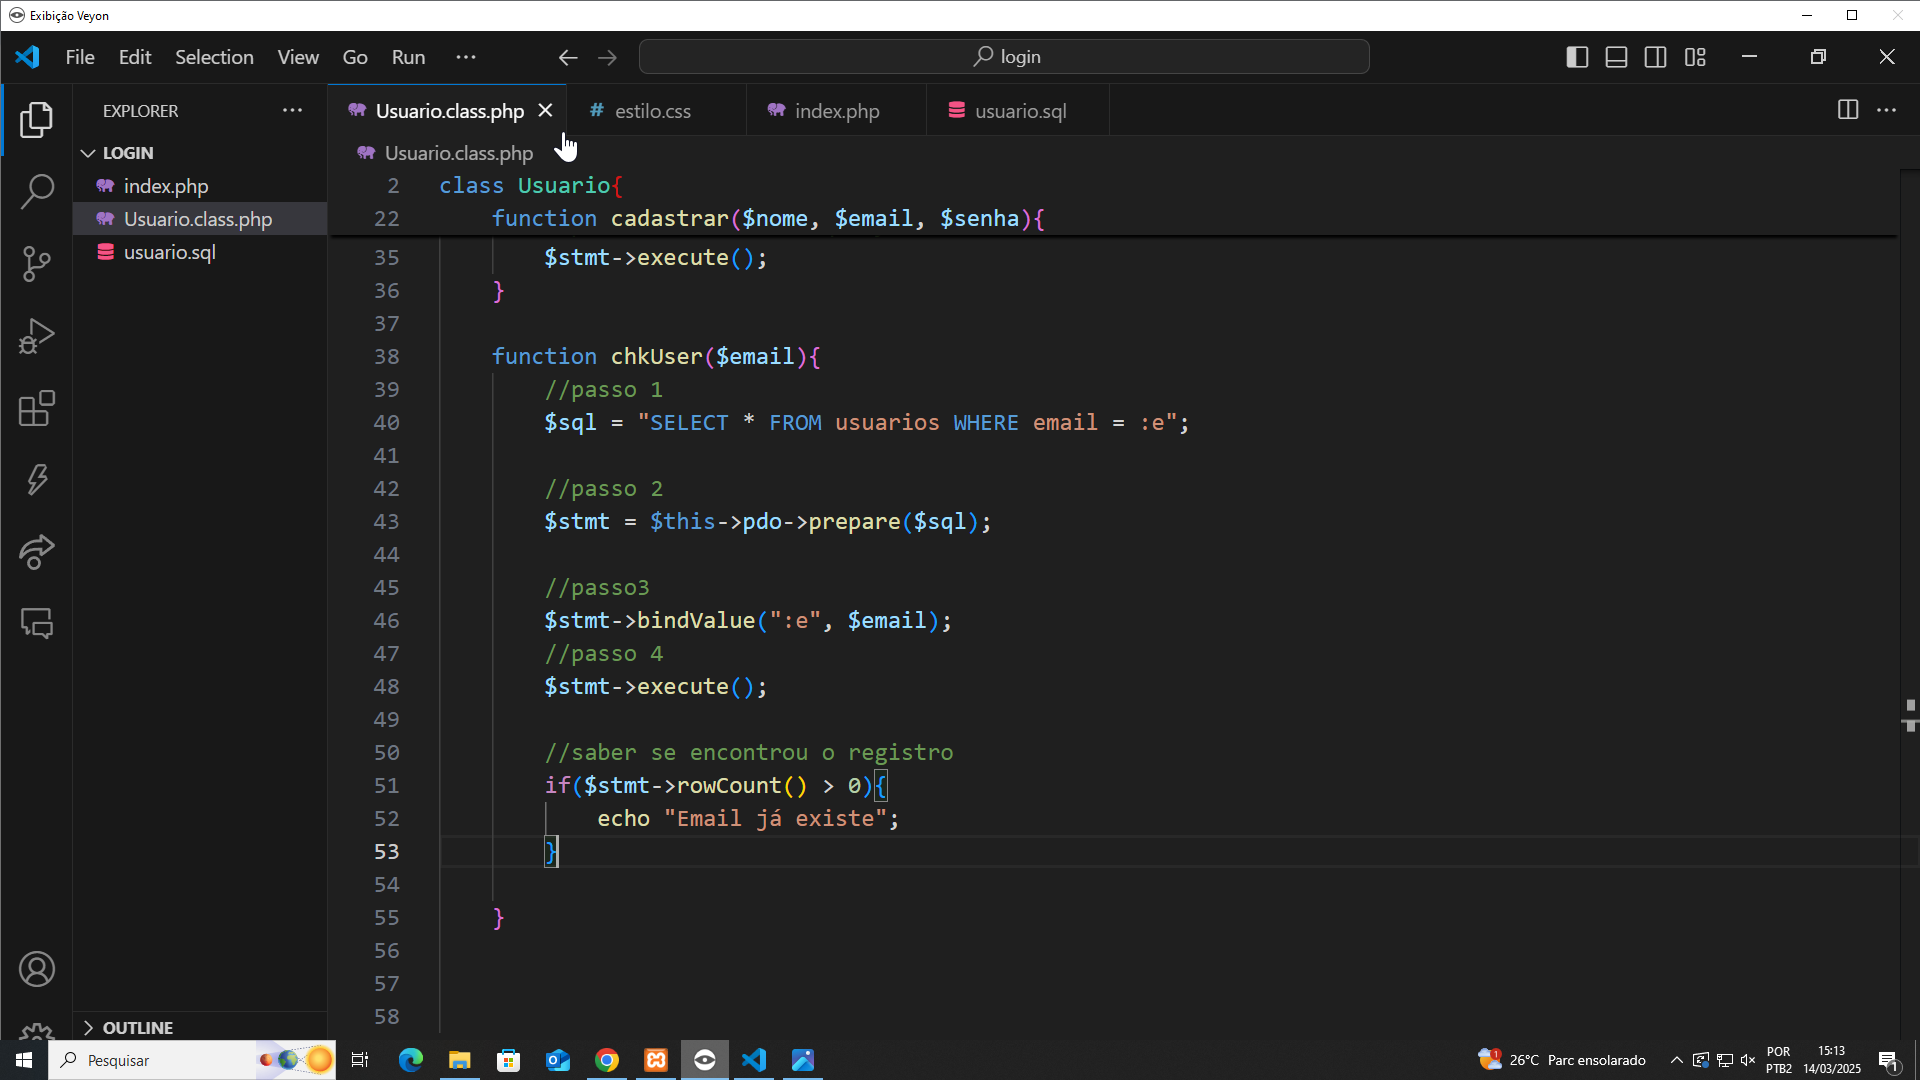 Exibição Veyon
File Edit Selection View Go Run ··· login
EXPLORER ···
Usuario.class.php # estilo.css index.php usuario.sql ···
LOGIN
index.php
Usuario.class.php
usuario.sql
OUTLINE
Usuario.class.php
2 class Usuario{
22 function cadastrar($nome, $email, $senha){
35 $stmt->execute();
36 }
37
38 function chkUser($email){
39 //passo 1
40 $sql = "SELECT * FROM usuarios WHERE email = :e";
41
42 //passo 2
43 $stmt = $this->pdo->prepare($sql);
44
45 //passo3
46 $stmt->bindValue(":e", $email);
47 //passo 4
48 $stmt->execute();
49
50 //saber se encontrou o registro
51 if($stmt->rowCount() > 0){
52 echo "Email já existe";
53 }
54
55 }
56
57
58
Pesquisar
1 26°C Parc ensolarado
POR
PTB2
15:13
14/03/2025
1